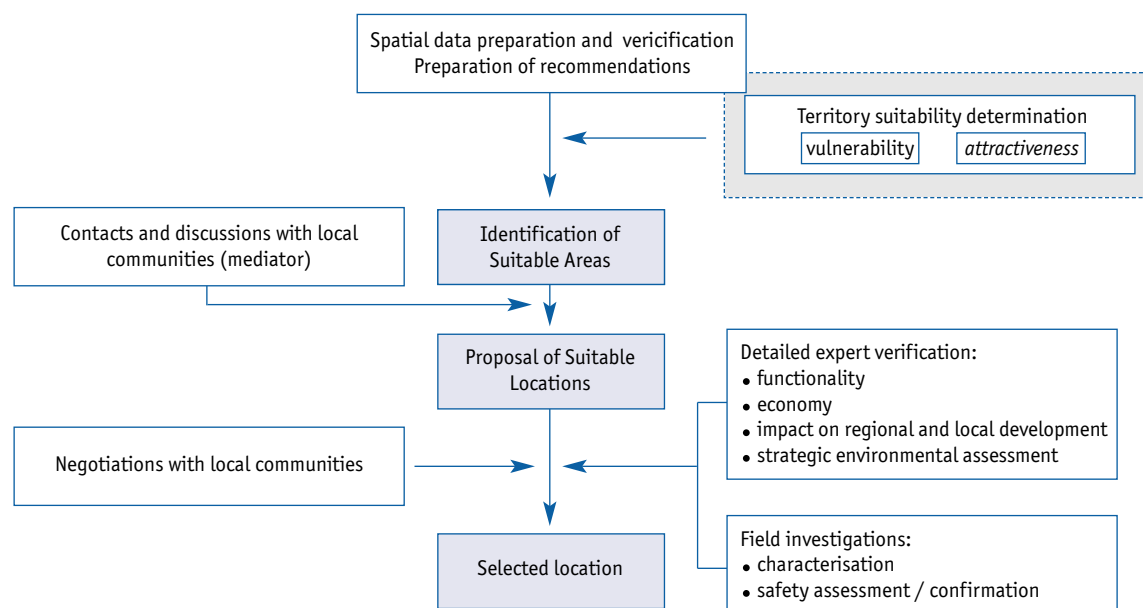 Spatial data preparation and vericification
Preparation of recommendations
Territory suitability determination
vulnerability
attractiveness
Contacts and discussions with local
communities (mediator)
Identification of
Suitable Areas
Proposal of Suitable
Locations
Detailed expert verification:
• functionality
• economy
• impact on regional and local development
• strategic environmental assessment
Negotiations with local communities
Selected location
Field investigations:
• characterisation
• safety assessment / confirmation